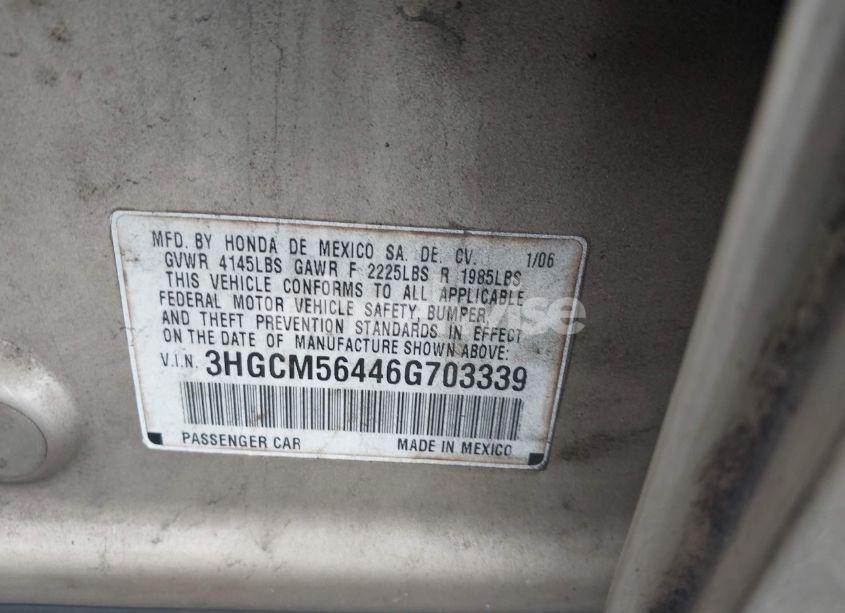 MFD. BY HONDA DE MEXICO SA. DE. CV. 1/06
GVWR 4145LBS GAWR F 2225LBS R 1985LBS
THIS VEHICLE CONFORMS TO ALL APPLICABLE
FEDERAL MOTOR VEHICLE SAFETY, BUMPER,
AND THEFT PREVENTION STANDARDS IN EFFECT
ON THE DATE OF MANUFACTURE SHOWN ABOVE:
V.I.N. 3HGCM56446G703339
PASSENGER CAR MADE IN MEXICO